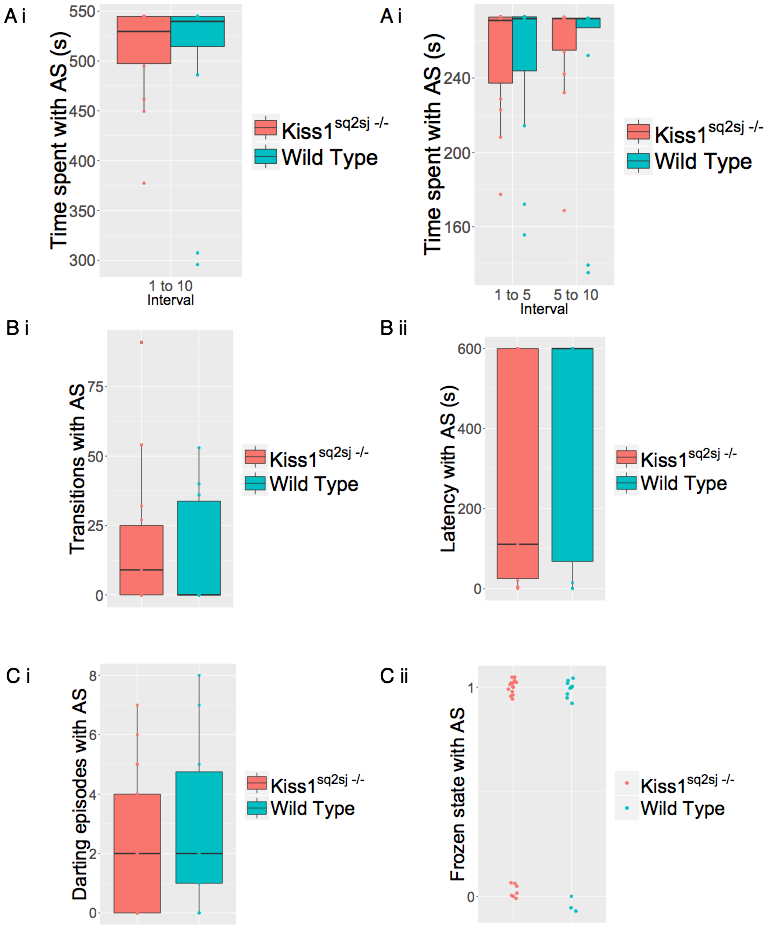 A i
Time spent with AS (s)
550
500
450
400
350
300
1 to 10
Interval
Kiss1sq2sj -/-
Wild Type
A i
Time spent with AS (s)
240
200
160
1 to 5
5 to 10
Interval
Kiss1sq2sj -/-
Wild Type
B i
Transitions with AS
75
50
25
0
Kiss1sq2sj -/-
Wild Type
B ii
Latency with AS (s)
600
400
200
0
Kiss1sq2sj -/-
Wild Type
C i
Darting episodes with AS
8
6
4
2
0
Kiss1sq2sj -/-
Wild Type
C ii
Frozen state with AS
1
0
Kiss1sq2sj -/-
Wild Type